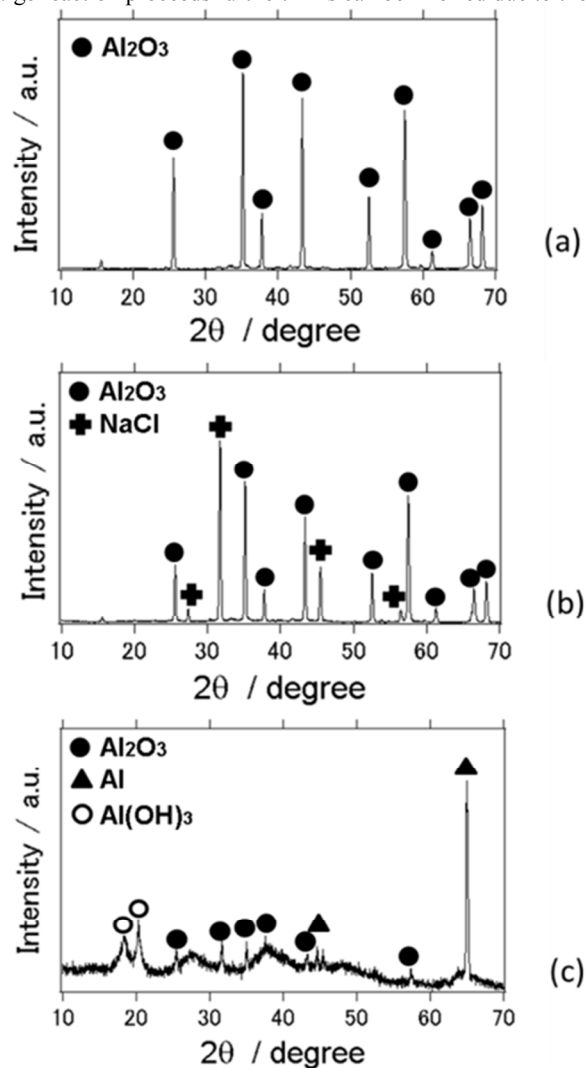 ● Al₂O₃
Intensity / a.u.
10 20 30 40 50 60 70
2θ / degree
(a)
● Al₂O₃
✚ NaCl
Intensity / a.u.
10 20 30 40 50 60 70
2θ / degree
(b)
● Al₂O₃
▲ Al
○ Al(OH)₃
Intensity / a.u.
10 20 30 40 50 60 70
2θ / degree
(c)